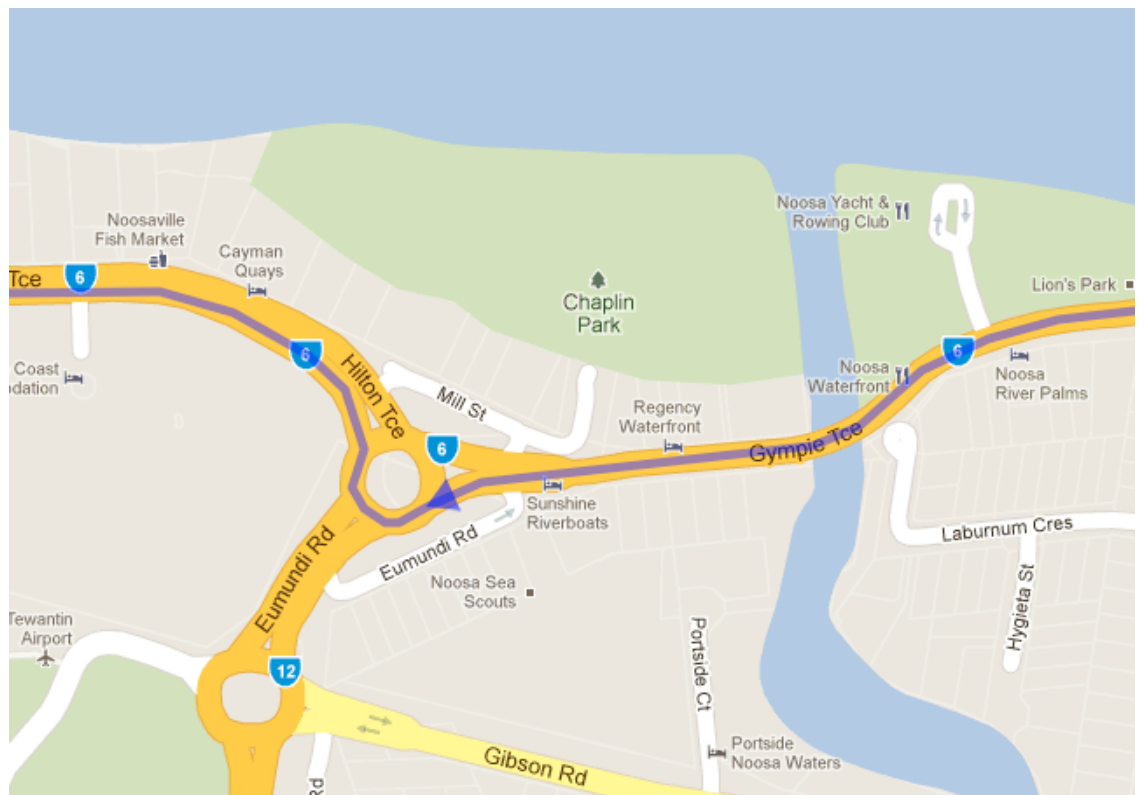 Noosa Yacht &
Rowing Club
Noosaville
Fish Market
Cayman
Quays
Tce
6
Lion's Park
Chaplin
Park
6
6
Noosa
Waterfront
Noosa
River Palms
Coast
odation
Hilton Tce
Mill St
Regency
Waterfront
6
Gympie Tce
Sunshine
Riverboats
Laburnum Cres
Eumundi Rd
Eumundi Rd
Noosa Sea
Scouts
Hygieta St
Tewantin
Airport
12
Portside Ct
Gibson Rd
Portside
Noosa Waters
Rd